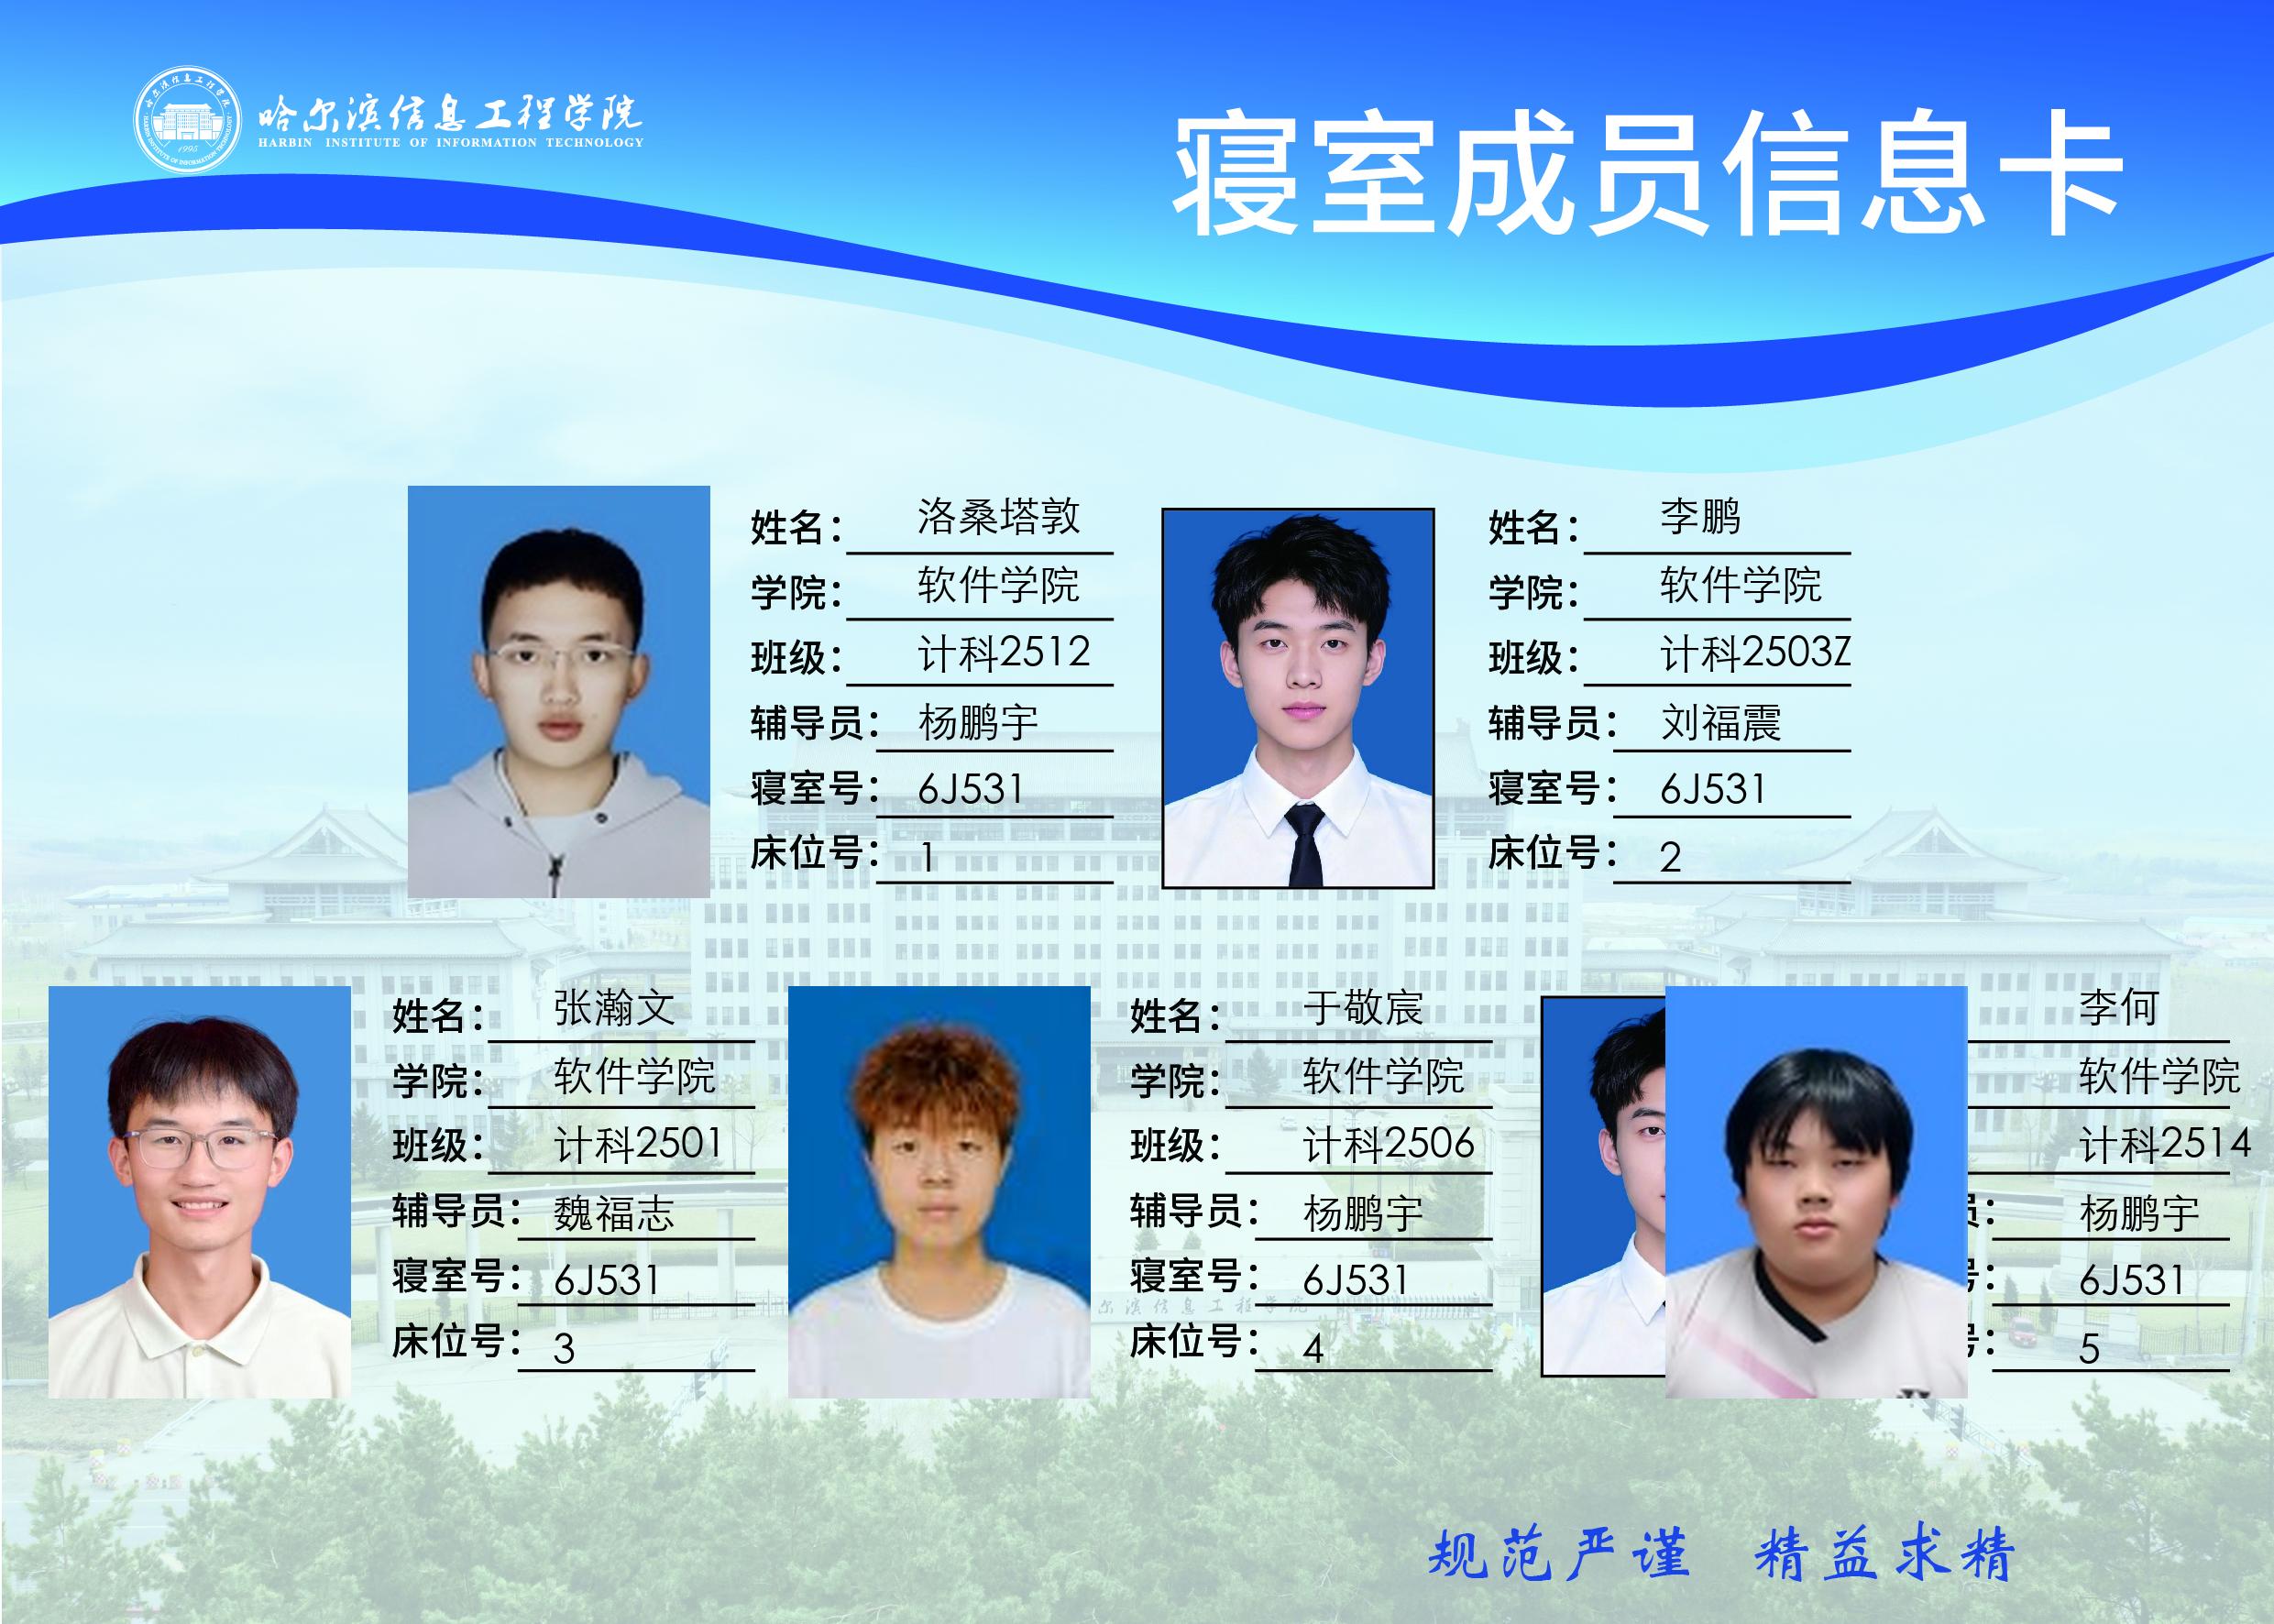 哈尔滨信息工程学院
HARBIN INSTITUTE OF INFORMATION TECHNOLOGY
1995
寝室成员信息卡
姓名： 洛桑塔敦
学院： 软件学院
班级： 计科2512
辅导员： 杨鹏宇
寝室号： 6J531
床位号： 1
姓名： 李鹏
学院： 软件学院
班级： 计科2503Z
辅导员： 刘福震
寝室号： 6J531
床位号： 2
姓名： 张瀚文
学院： 软件学院
班级： 计科2501
辅导员： 魏福志
寝室号： 6J531
床位号： 3
姓名： 于敬宸
学院： 软件学院
班级： 计科2506
辅导员： 杨鹏宇
寝室号： 6J531
床位号： 4
李何
软件学院
计科2514
员： 杨鹏宇
号： 6J531
号： 5
尔滨信息工程学院
规范严谨 精益求精